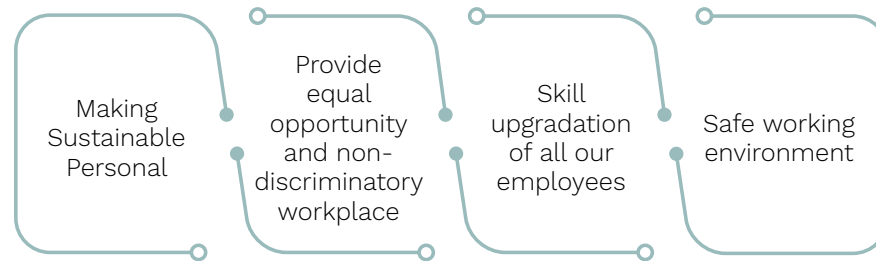 Making
Sustainable
Personal
Provide
equal
opportunity
and non-
discriminatory
workplace
Skill
upgradation
of all our
employees
Safe working
environment